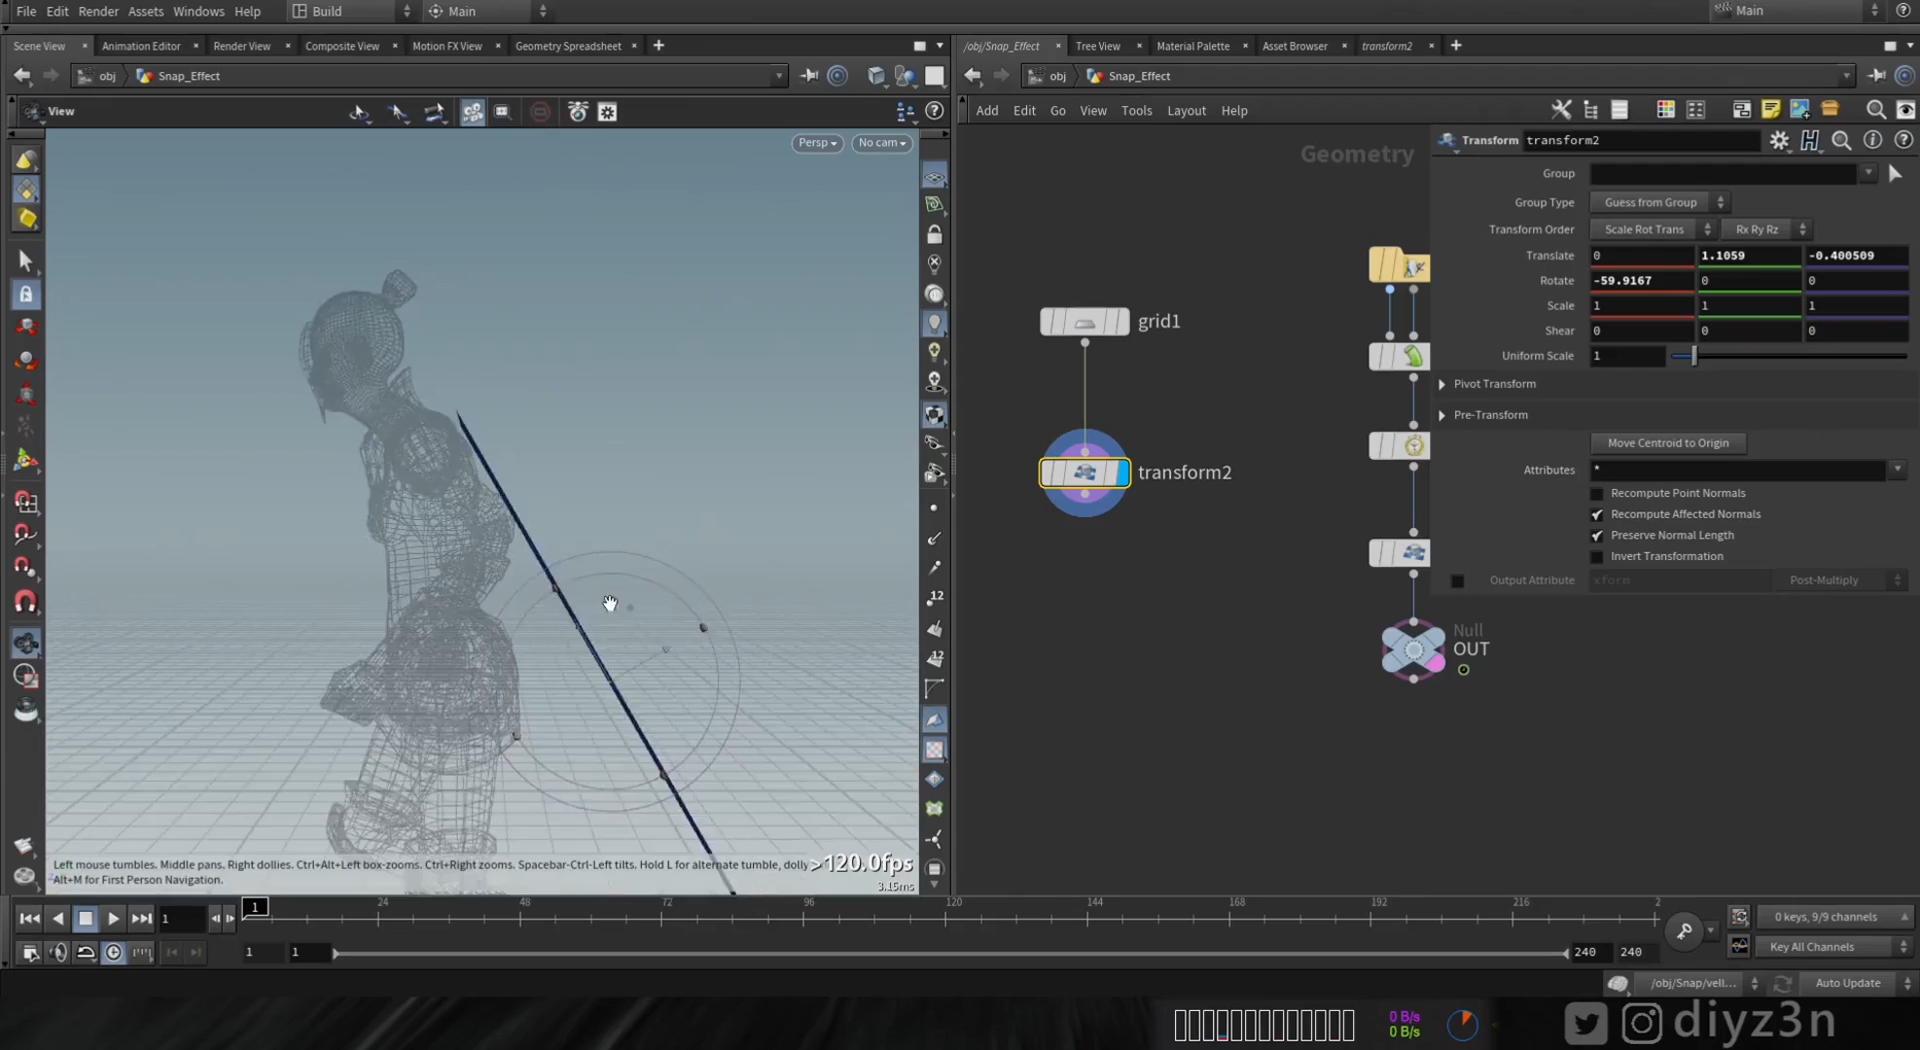 File Edit Render Assets Windows Help Build Main Main
Scene View Animation Editor Render View Composite View Motion FX View Geometry Spreadsheet
/obj/Snap_Effect Tree View Material Palette Asset Browser transform2
obj Snap_Effect
obj Snap_Effect
View
Add Edit Go View Tools Layout Help
Persp No cam
Geometry
Transform transform2
Group
Group Type Guess from Group
Transform Order Scale Rot Trans Rx Ry Rz
Translate 0 1.1059 -0.400509
Rotate -59.9167 0 0
Scale 1 1 1
Shear 0 0 0
Uniform Scale 1
Pivot Transform
Pre-Transform
Move Centroid to Origin
Attributes *
Recompute Point Normals
Recompute Affected Normals
Preserve Normal Length
Invert Transformation
Output Attribute xform Post-Multiply
grid1
transform2
Null
OUT
12
12
Left mouse tumbles. Middle pans. Right dollies. Ctrl+Alt+Left box-zooms. Ctrl+Right zooms. Spacebar-Ctrl-Left tilts. Hold L for alternate tumble, dolly
Alt+M for First Person Navigation.
>120.0fps
3.15ms
1 1 24 48 72 96 120 144 168 192 216 2
0 keys, 9/9 channels
1 1 240 240 Key All Channels
/obj/Snap/vell... Auto Update
0 B/s
0 B/s
diyz3n